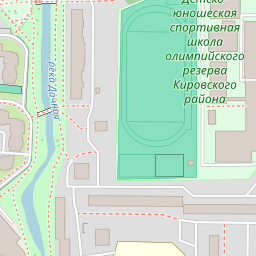 Детско
юношеская
спортивная
школа
олимпийского
резерва
Кировского
района
река Дачная